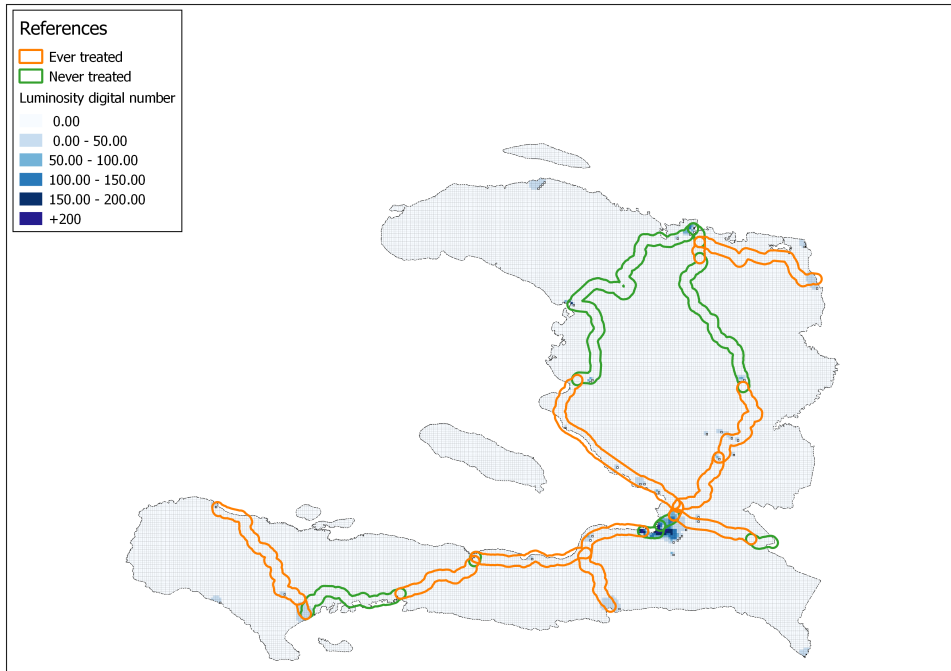 References
Ever treated
Never treated
Luminosity digital number
0.00
0.00 - 50.00
50.00 - 100.00
100.00 - 150.00
150.00 - 200.00
+200